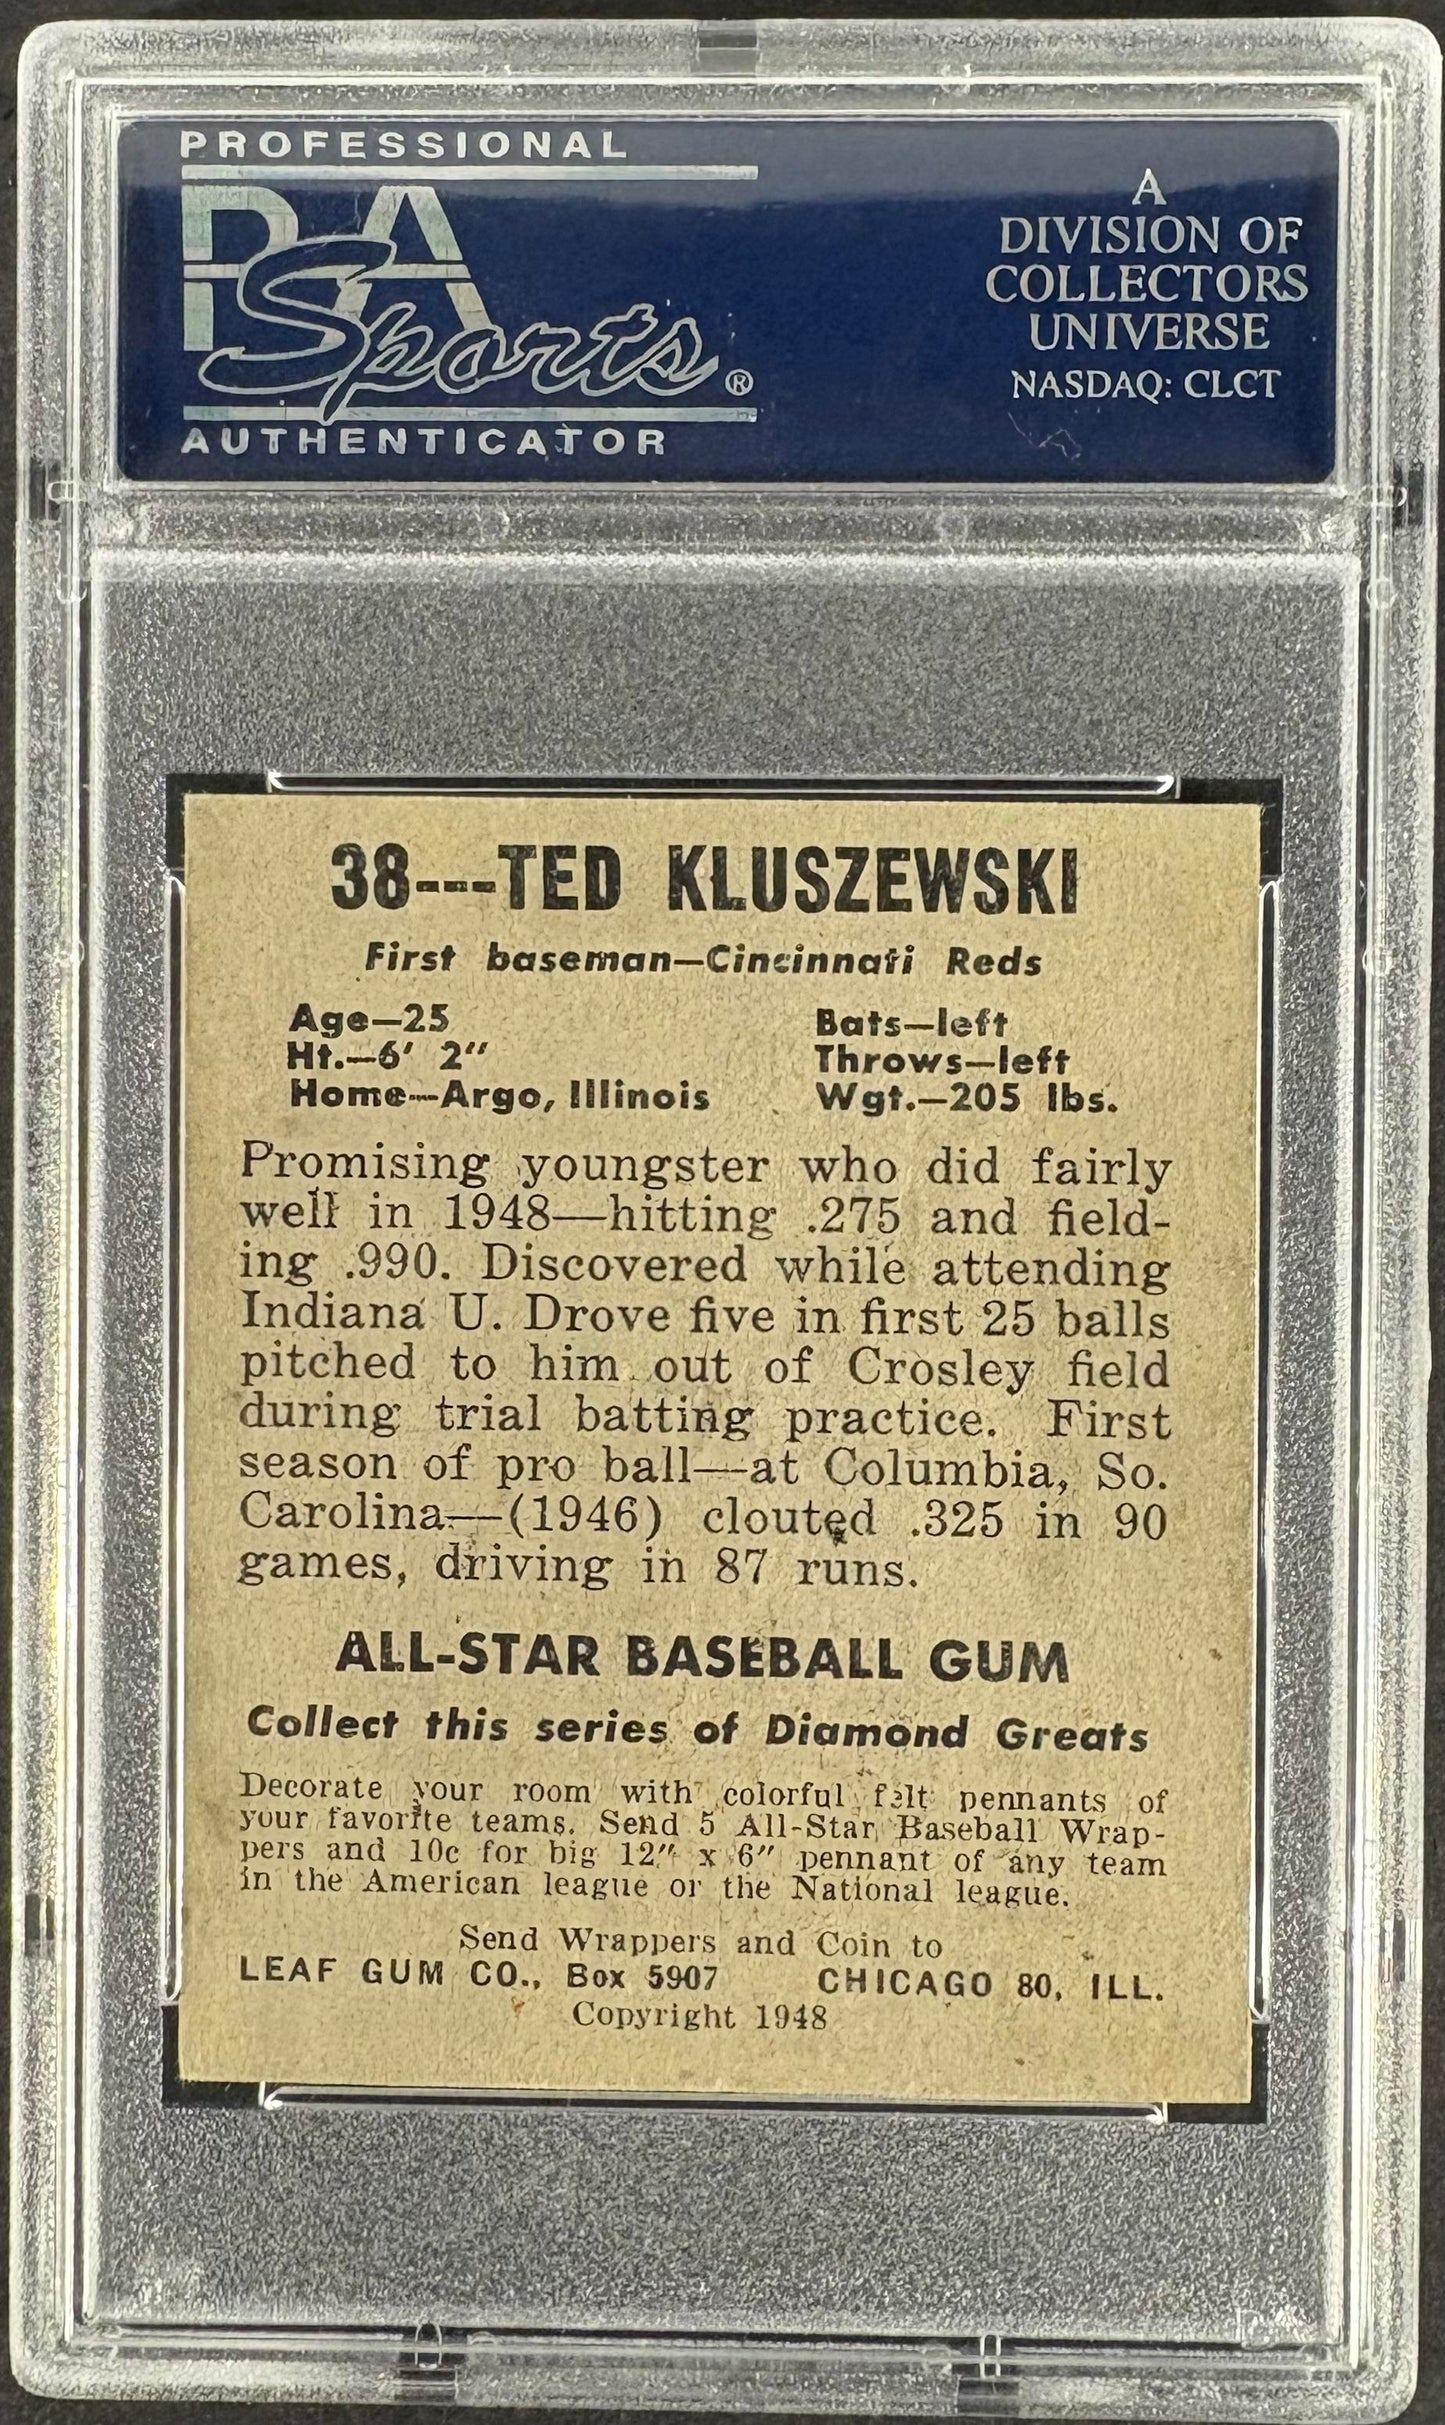 PROFESSIONAL
PSA
Sports®
AUTHENTICATOR
A
DIVISION OF
COLLECTORS
UNIVERSE
NASDAQ: CLCT
38---TED KLUSZEWSKI
First baseman—Cincinnati Reds
Age—25 Bats—left
Ht.—6' 2" Throws—left
Home—Argo, Illinois Wgt.—205 lbs.
Promising youngster who did fairly
well in 1948—hitting .275 and field-
ing .990. Discovered while attending
Indiana U. Drove five in first 25 balls
pitched to him out of Crosley field
during trial batting practice. First
season of pro ball—at Columbia, So.
Carolina—(1946) clouted .325 in 90
games, driving in 87 runs.
ALL-STAR BASEBALL GUM
Collect this series of Diamond Greats
Decorate your room with colorful felt pennants of
your favorite teams. Send 5 All-Star Baseball Wrap-
pers and 10c for big 12" x 6" pennant of any team
in the American league or the National league.
Send Wrappers and Coin to
LEAF GUM CO., Box 5907 CHICAGO 80, ILL.
Copyright 1948